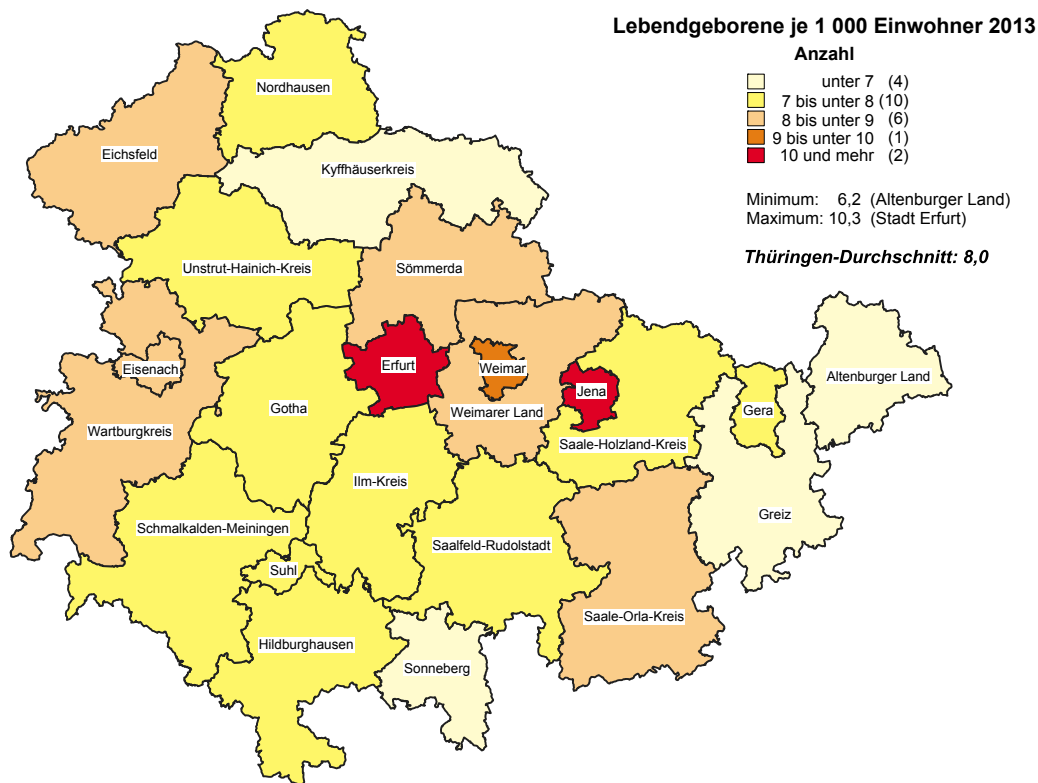 Lebendgeborene je 1 000 Einwohner 2013
Anzahl
unter 7 (4)
7 bis unter 8 (10)
8 bis unter 9 (6)
9 bis unter 10 (1)
10 und mehr (2)
Minimum: 6,2 (Altenburger Land)
Maximum: 10,3 (Stadt Erfurt)
Thüringen-Durchschnitt: 8,0
Nordhausen
Eichsfeld
Kyffhäuserkreis
Unstrut-Hainich-Kreis
Sömmerda
Eisenach
Erfurt
Weimar
Jena
Altenburger Land
Gotha
Weimarer Land
Gera
Wartburgkreis
Saale-Holzland-Kreis
Ilm-Kreis
Greiz
Schmalkalden-Meiningen
Saalfeld-Rudolstadt
Suhl
Saale-Orla-Kreis
Hildburghausen
Sonneberg